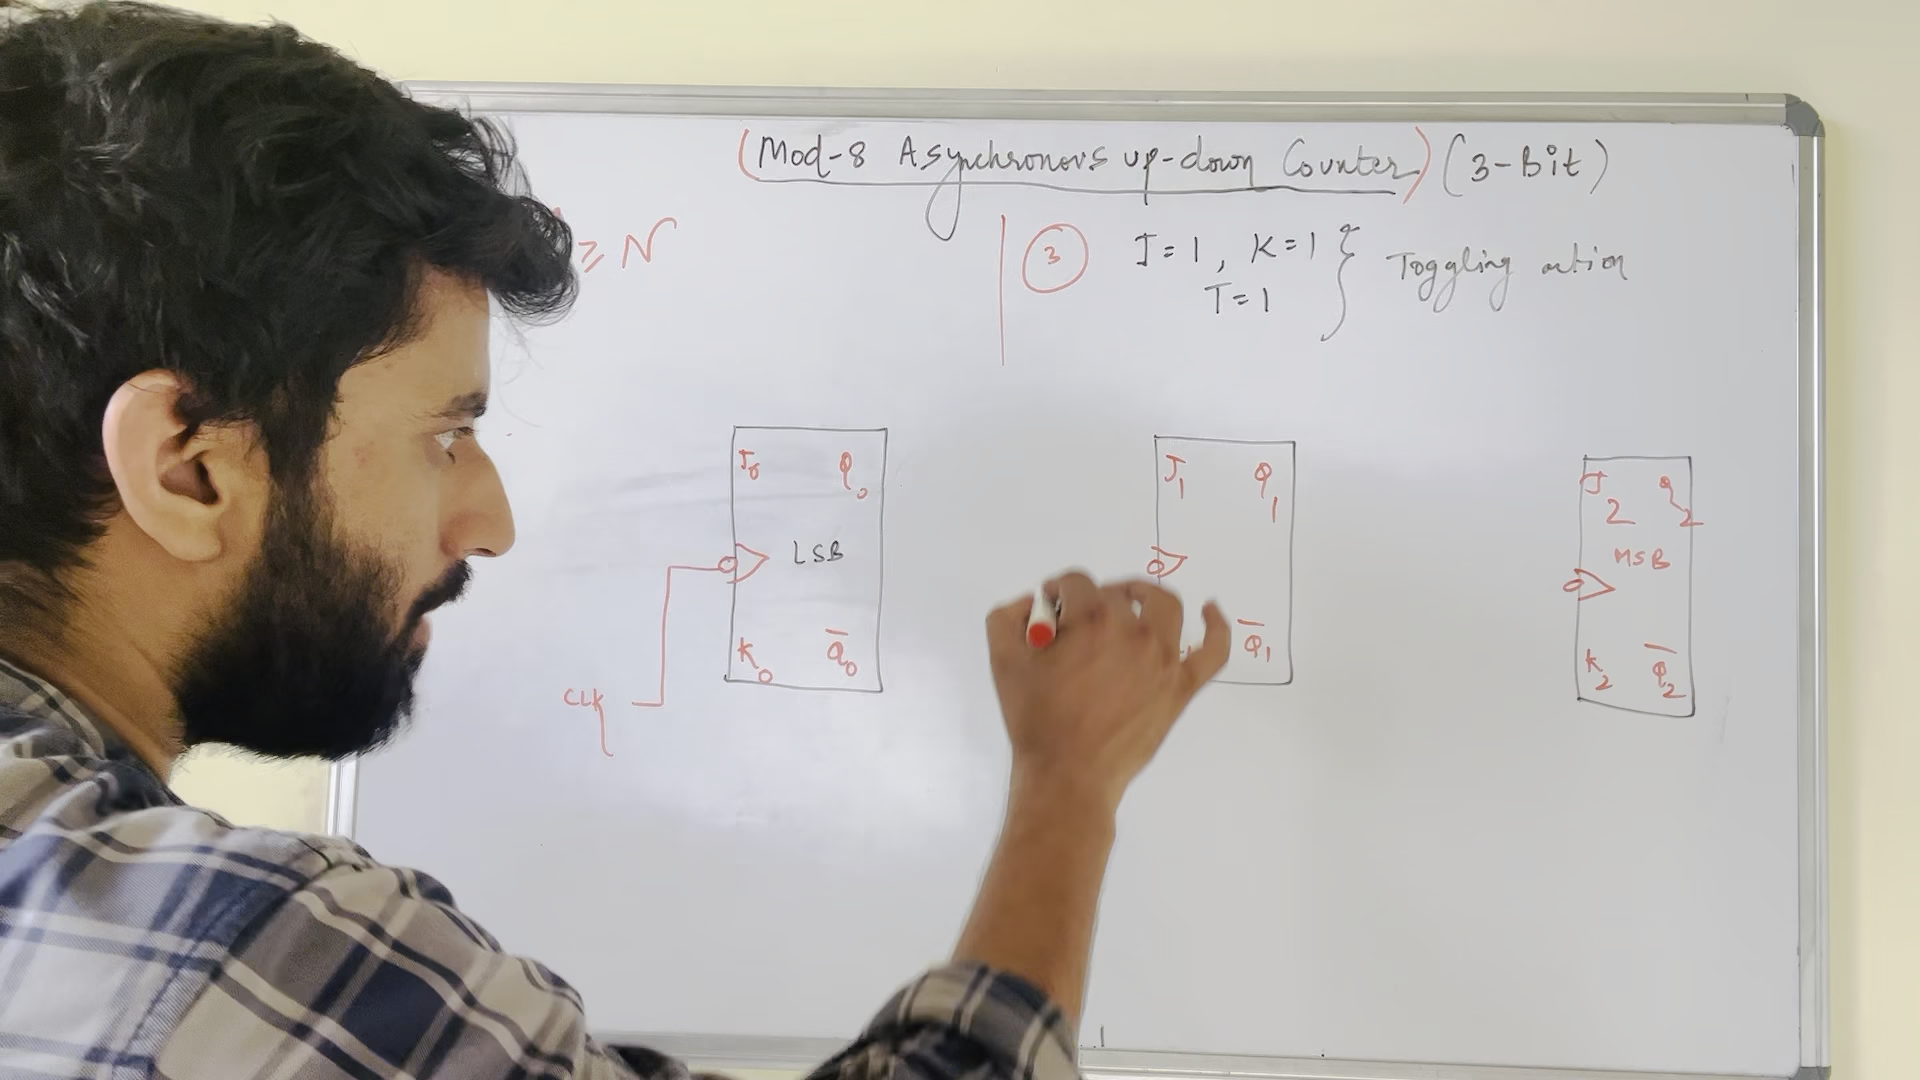 (Mod-8 Asynchronous up-down Counter) (3-Bit)
≥ N
3 J=1, K=1 } Toggling action
T=1
J0 Q0
LSB
K0 Q̅0
CLK
J1 Q1
Q̅1
J2 Q2
MSB
K2 Q̅2